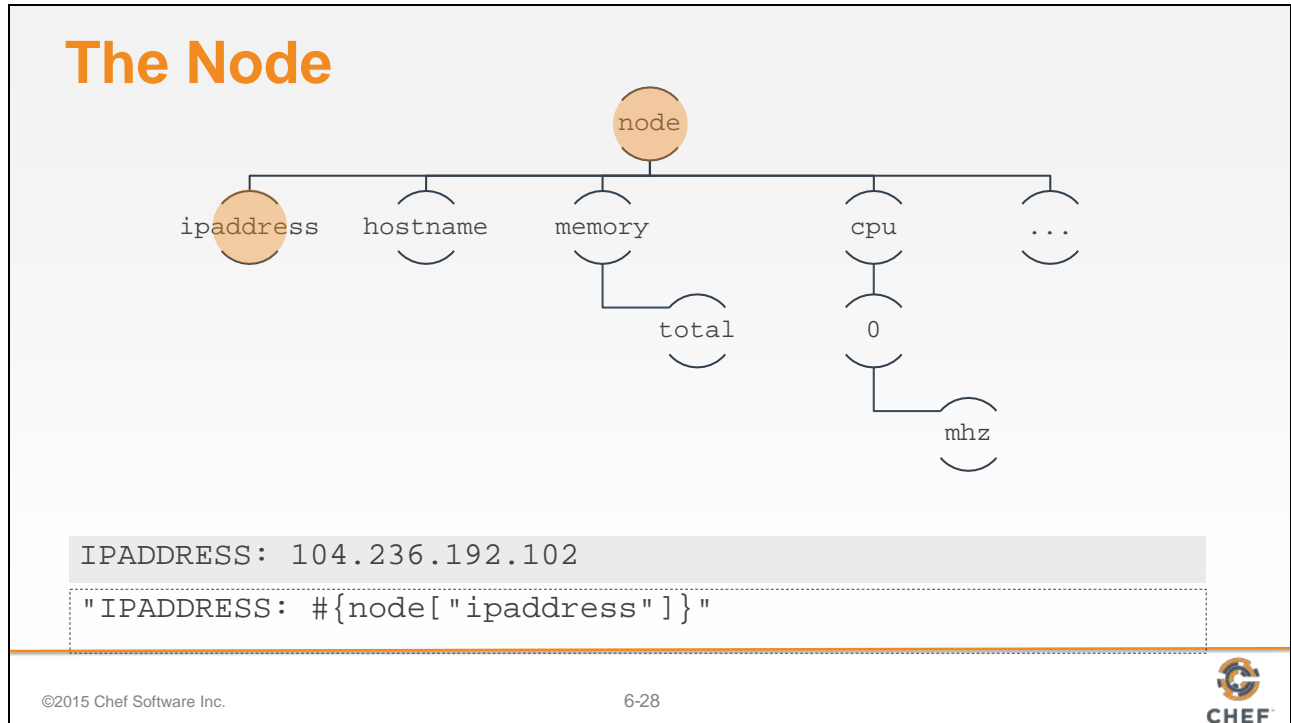 The Node
node
ipaddress hostname memory cpu ...
total 0
mhz
IPADDRESS: 104.236.192.102
"IPADDRESS: #{node["ipaddress"]}"
©2015 Chef Software Inc. 6-28
CHEF